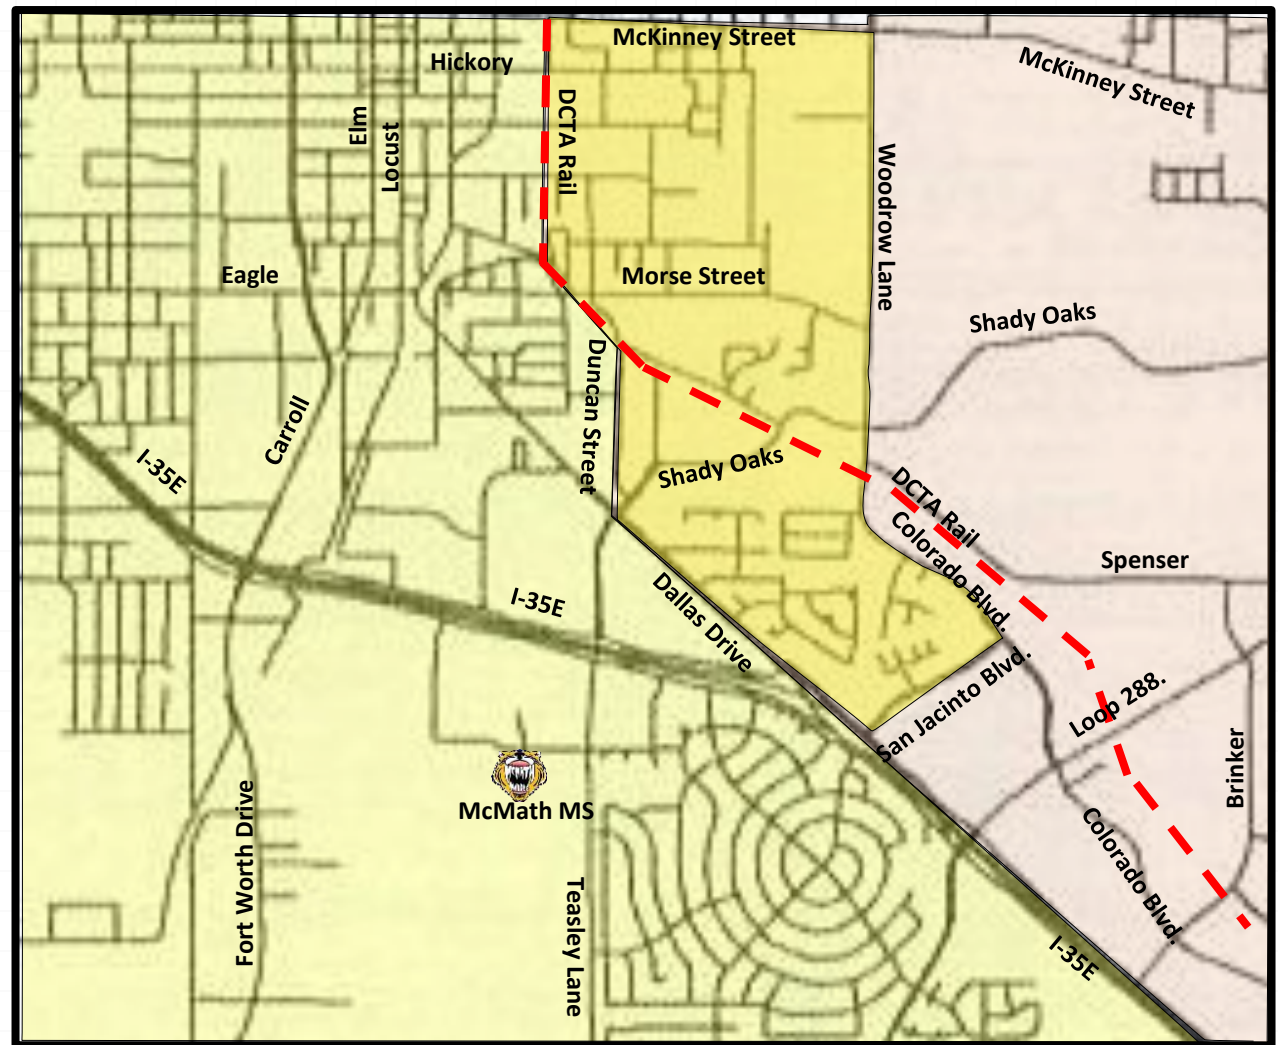 McKinney Street
Hickory
McKinney Street
DCTA Rail
Elm
Locust
Woodrow Lane
Eagle
Morse Street
Shady Oaks
Duncan Street
Carroll
I-35E
Shady Oaks
DCTA Rail
Colorado Blvd.
Spenser
I-35E
Dallas Drive
San Jacinto Blvd.
Loop 288.
Brinker
McMath MS
Fort Worth Drive
Teasley Lane
Colorado Blvd.
I-35E